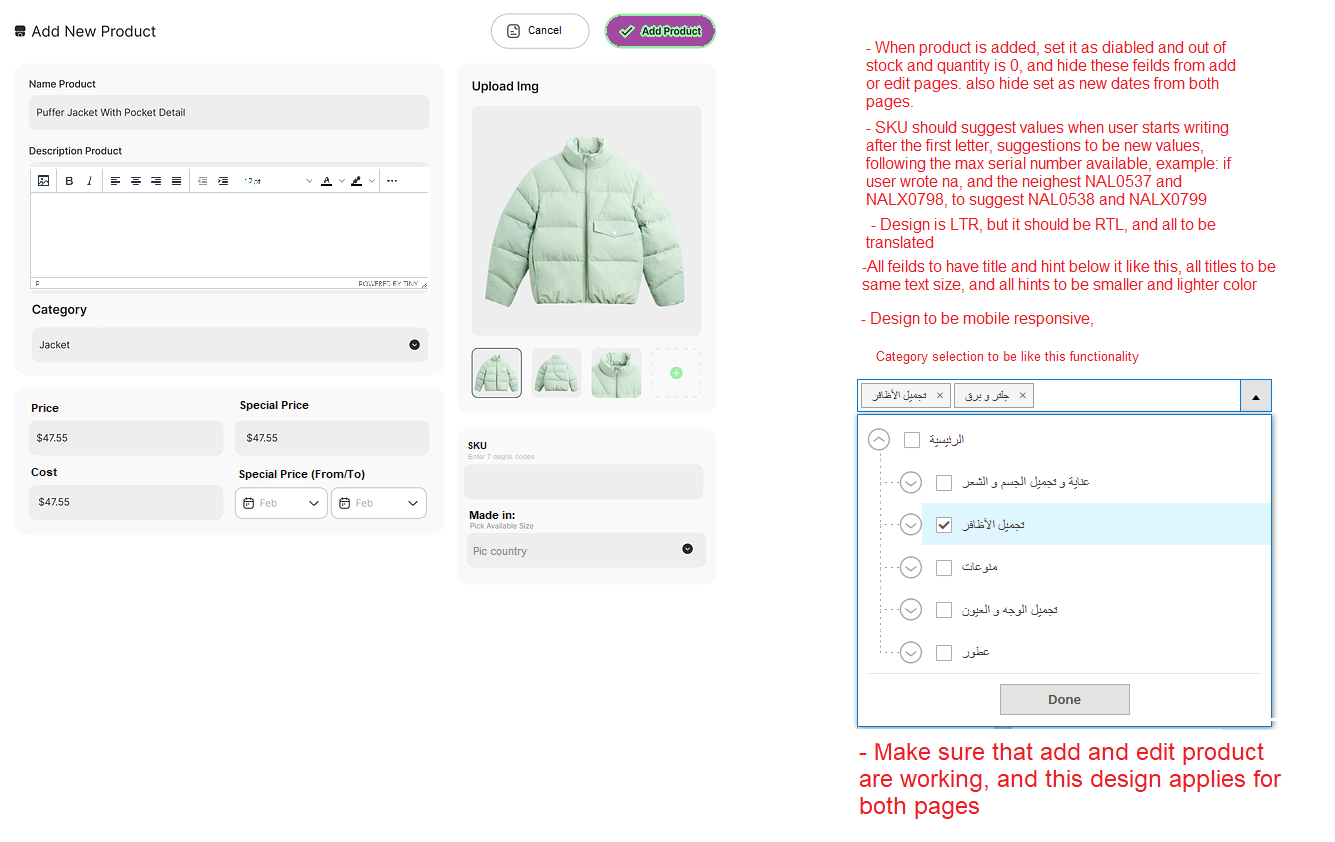 Add New Product
Cancel
Add Product
Name Product
Puffer Jacket With Pocket Detail
Description Product
B I 12pt A
P
POWERED BY TINY
Category
Jacket
Price
Special Price
$47.55
$47.55
Cost
Special Price (From/To)
$47.55
Feb
Feb
Upload Img
SKU
Enter 7 degits codes
Made in:
Pick Available Size
Pic country
- When product is added, set it as diabled and out of
stock and quantity is 0, and hide these feilds from add
or edit pages. also hide set as new dates from both
pages.
- SKU should suggest values when user starts writing
after the first letter, suggestions to be new values,
following the max serial number available, example: if
user wrote na, and the neighest NAL0537 and
NALX0798, to suggest NAL0538 and NALX0799
- Design is LTR, but it should be RTL, and all to be
translated
-All feilds to have title and hint below it like this, all titles to be
same text size, and all hints to be smaller and lighter color
- Design to be mobile responsive,
Category selection to be like this functionality
تجميل الأظافر ×
جلتر و برق ×
الرئيسية
عناية و تجميل الجسم و الشعر
تجميل الأظافر
منوعات
تجميل الوجه و العيون
عطور
Done
- Make sure that add and edit product
are working, and this design applies for
both pages